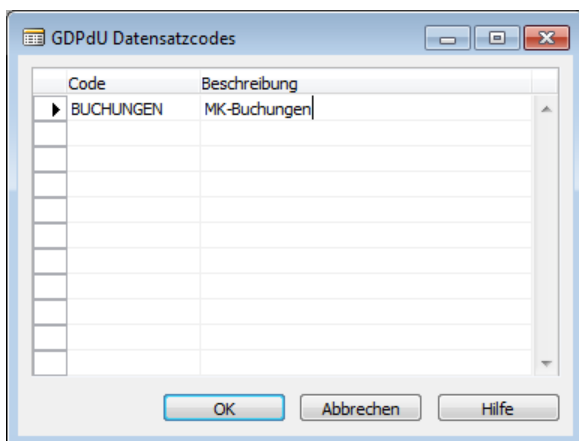 GDPdU Datensatzcodes
Code Beschreibung
BUCHUNGEN MK-Buchungen
OK Abbrechen Hilfe